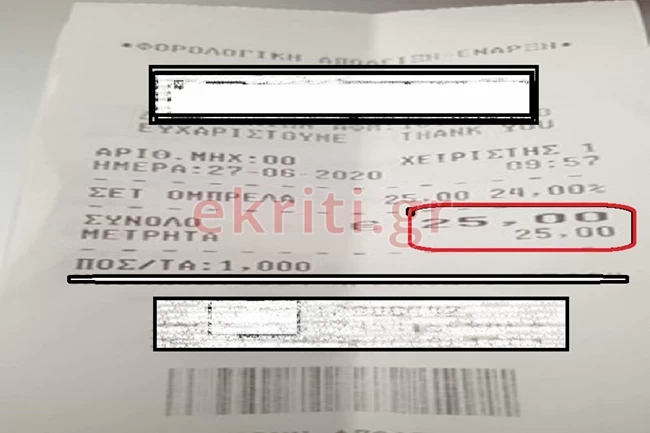 *ΦΟΡΟΛΟΓΙΚΗ ΑΠΟΔΕΙΞΗ ΕΝΑΡΞΗ*
ΕΥΧΑΡΙΣΤΟΥΜΕ THANK YOU
ΑΡΙΘ.ΜΗΧ:00 ΧΕΙΡΙΣΤΗΣ 1
ΗΜΕΡΑ:27-06-2020 09:57
ΣΕΤ ΟΜΠΡΕΛΑ 25,00 24,00%
ekriti.gr
ΣΥΝΟΛΟ € 25,00
ΜΕΤΡΗΤΑ 25,00
ΠΟΣ/ΤΑ:1,000